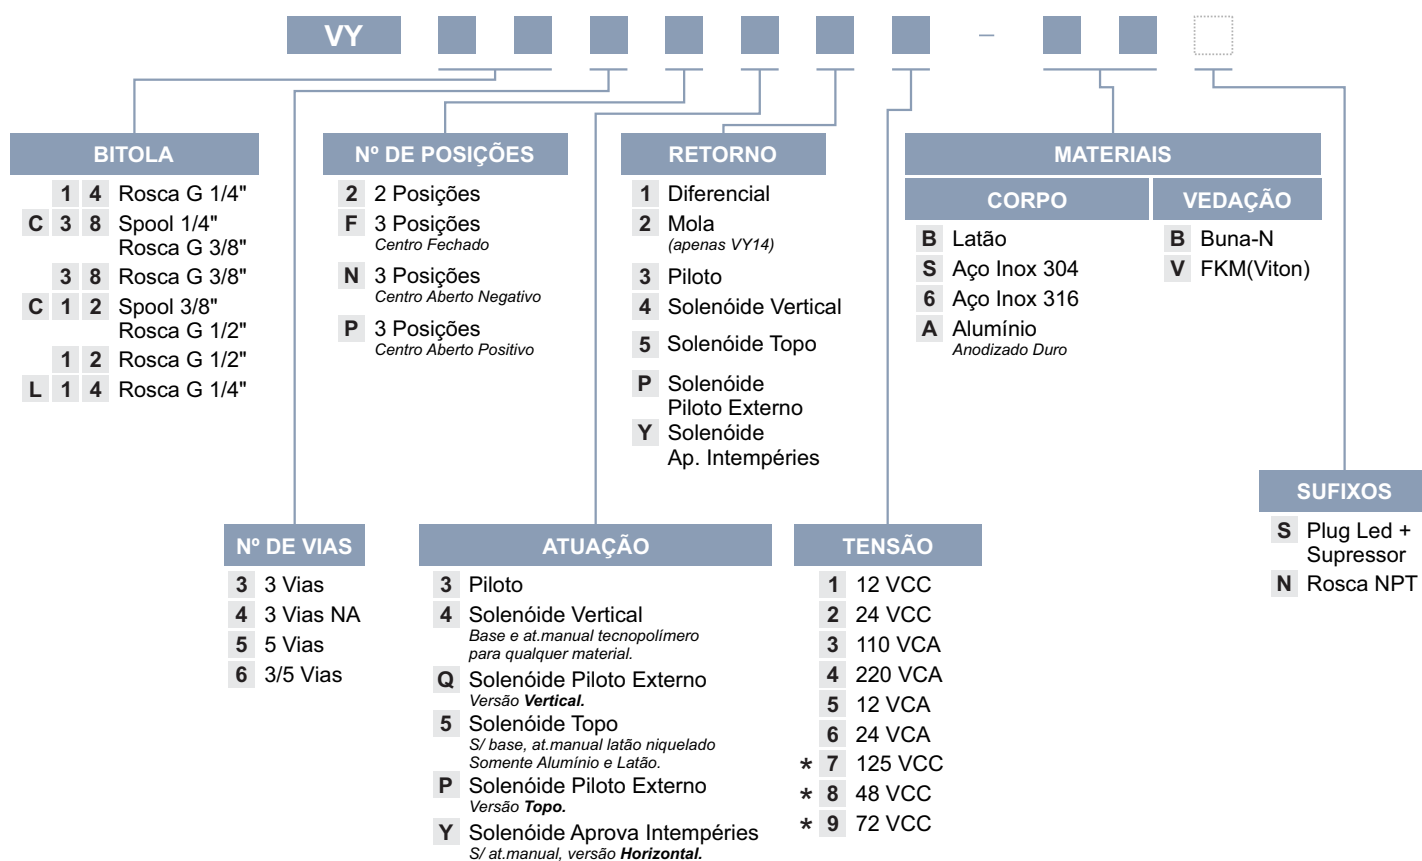 VY –
BITOLA
1 4 Rosca G 1/4"
C 3 8 Spool 1/4"
Rosca G 3/8"
3 8 Rosca G 3/8"
C 1 2 Spool 3/8"
Rosca G 1/2"
1 2 Rosca G 1/2"
L 1 4 Rosca G 1/4"
Nº DE POSIÇÕES
2 2 Posições
F 3 Posições
Centro Fechado
N 3 Posições
Centro Aberto Negativo
P 3 Posições
Centro Aberto Positivo
RETORNO
1 Diferencial
2 Mola
(apenas VY14)
3 Piloto
4 Solenóide Vertical
5 Solenóide Topo
P Solenóide
Piloto Externo
Y Solenóide
Ap. Intempéries
MATERIAIS
CORPO
B Latão
S Aço Inox 304
6 Aço Inox 316
A Alumínio
Anodizado Duro
VEDAÇÃO
B Buna-N
V FKM(Viton)
Nº DE VIAS
3 3 Vias
4 3 Vias NA
5 5 Vias
6 3/5 Vias
ATUAÇÃO
3 Piloto
4 Solenóide Vertical
Base e at.manual tecnopolímero
para qualquer material.
Q Solenóide Piloto Externo
Versão Vertical.
5 Solenóide Topo
S/ base, at.manual latão niquelado
Somente Alumínio e Latão.
P Solenóide Piloto Externo
Versão Topo.
Y Solenóide Aprova Intempéries
S/ at.manual, versão Horizontal.
TENSÃO
1 12 VCC
2 24 VCC
3 110 VCA
4 220 VCA
5 12 VCA
6 24 VCA
* 7 125 VCC
* 8 48 VCC
* 9 72 VCC
SUFIXOS
S Plug Led +
Supressor
N Rosca NPT